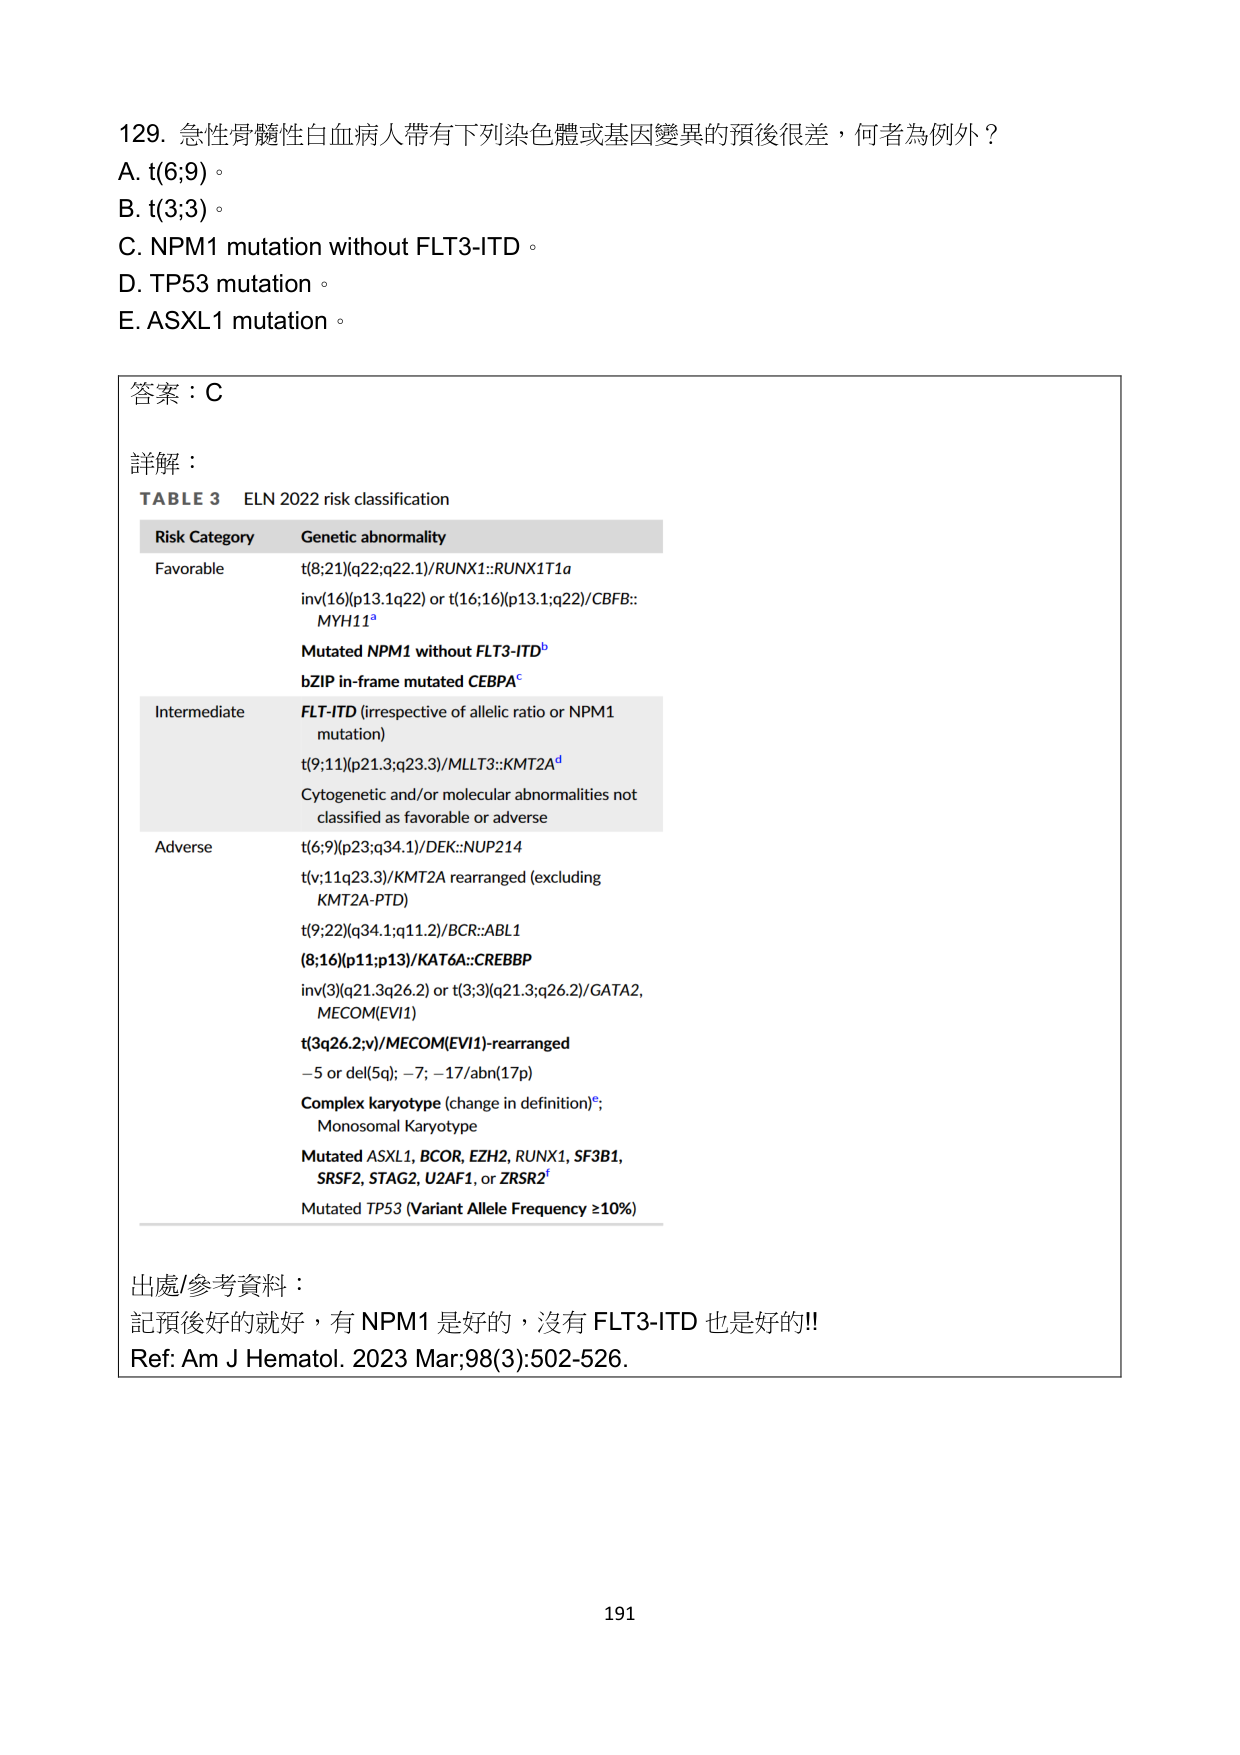 129. 急性骨髓性白血病人帶有下列染色體或基因變異的預後很差，何者為例外？
A. t(6;9)。
B. t(3;3)。
C. NPM1 mutation without FLT3-ITD。
D. TP53 mutation。
E. ASXL1 mutation。
答案：C
詳解：
TABLE 3 ELN 2022 risk classification
Risk Category Genetic abnormality
Favorable t(8;21)(q22;q22.1)/RUNX1::RUNX1T1a
inv(16)(p13.1q22) or t(16;16)(p13.1;q22)/CBFB::
MYH11a
Mutated NPM1 without FLT3-ITDb
bZIP in-frame mutated CEBPAc
Intermediate FLT-ITD (irrespective of allelic ratio or NPM1
mutation)
t(9;11)(p21.3;q23.3)/MLLT3::KMT2Ad
Cytogenetic and/or molecular abnormalities not
classified as favorable or adverse
Adverse t(6;9)(p23;q34.1)/DEK::NUP214
t(v;11q23.3)/KMT2A rearranged (excluding
KMT2A-PTD)
t(9;22)(q34.1;q11.2)/BCR::ABL1
(8;16)(p11;p13)/KAT6A::CREBBP
inv(3)(q21.3q26.2) or t(3;3)(q21.3;q26.2)/GATA2,
MECOM(EVI1)
t(3q26.2;v)/MECOM(EVI1)-rearranged
−5 or del(5q); −7; −17/abn(17p)
Complex karyotype (change in definition)e;
Monosomal Karyotype
Mutated ASXL1, BCOR, EZH2, RUNX1, SF3B1,
SRSF2, STAG2, U2AF1, or ZRSR2f
Mutated TP53 (Variant Allele Frequency ≥10%)
出處/參考資料：
記預後好的就好，有 NPM1 是好的，沒有 FLT3-ITD 也是好的!!
Ref: Am J Hematol. 2023 Mar;98(3):502-526.
191